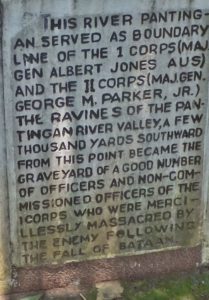 THIS RIVER PANTING-
AN SERVED AS BOUNDARY
LINE OF THE I CORPS (MAJ.
GEN ALBERT JONES AUS)
AND THE II CORPS (MAJ. GEN.
GEORGE M. PARKER, JR.)
THE RAVINES OF THE PAN-
TINGAN RIVER VALLEY, A FEW
THOUSAND YARDS SOUTHWARD
FROM THIS POINT BECAME THE
GRAVEYARD OF A GOOD NUMBER
OF OFFICERS AND NON-COM-
MISSIONED OFFICERS OF THE
I CORPS WHO WERE MERCI-
LLESSLY MASSACRED BY
THE ENEMY FOLLOWING
THE FALL OF BATAAN.